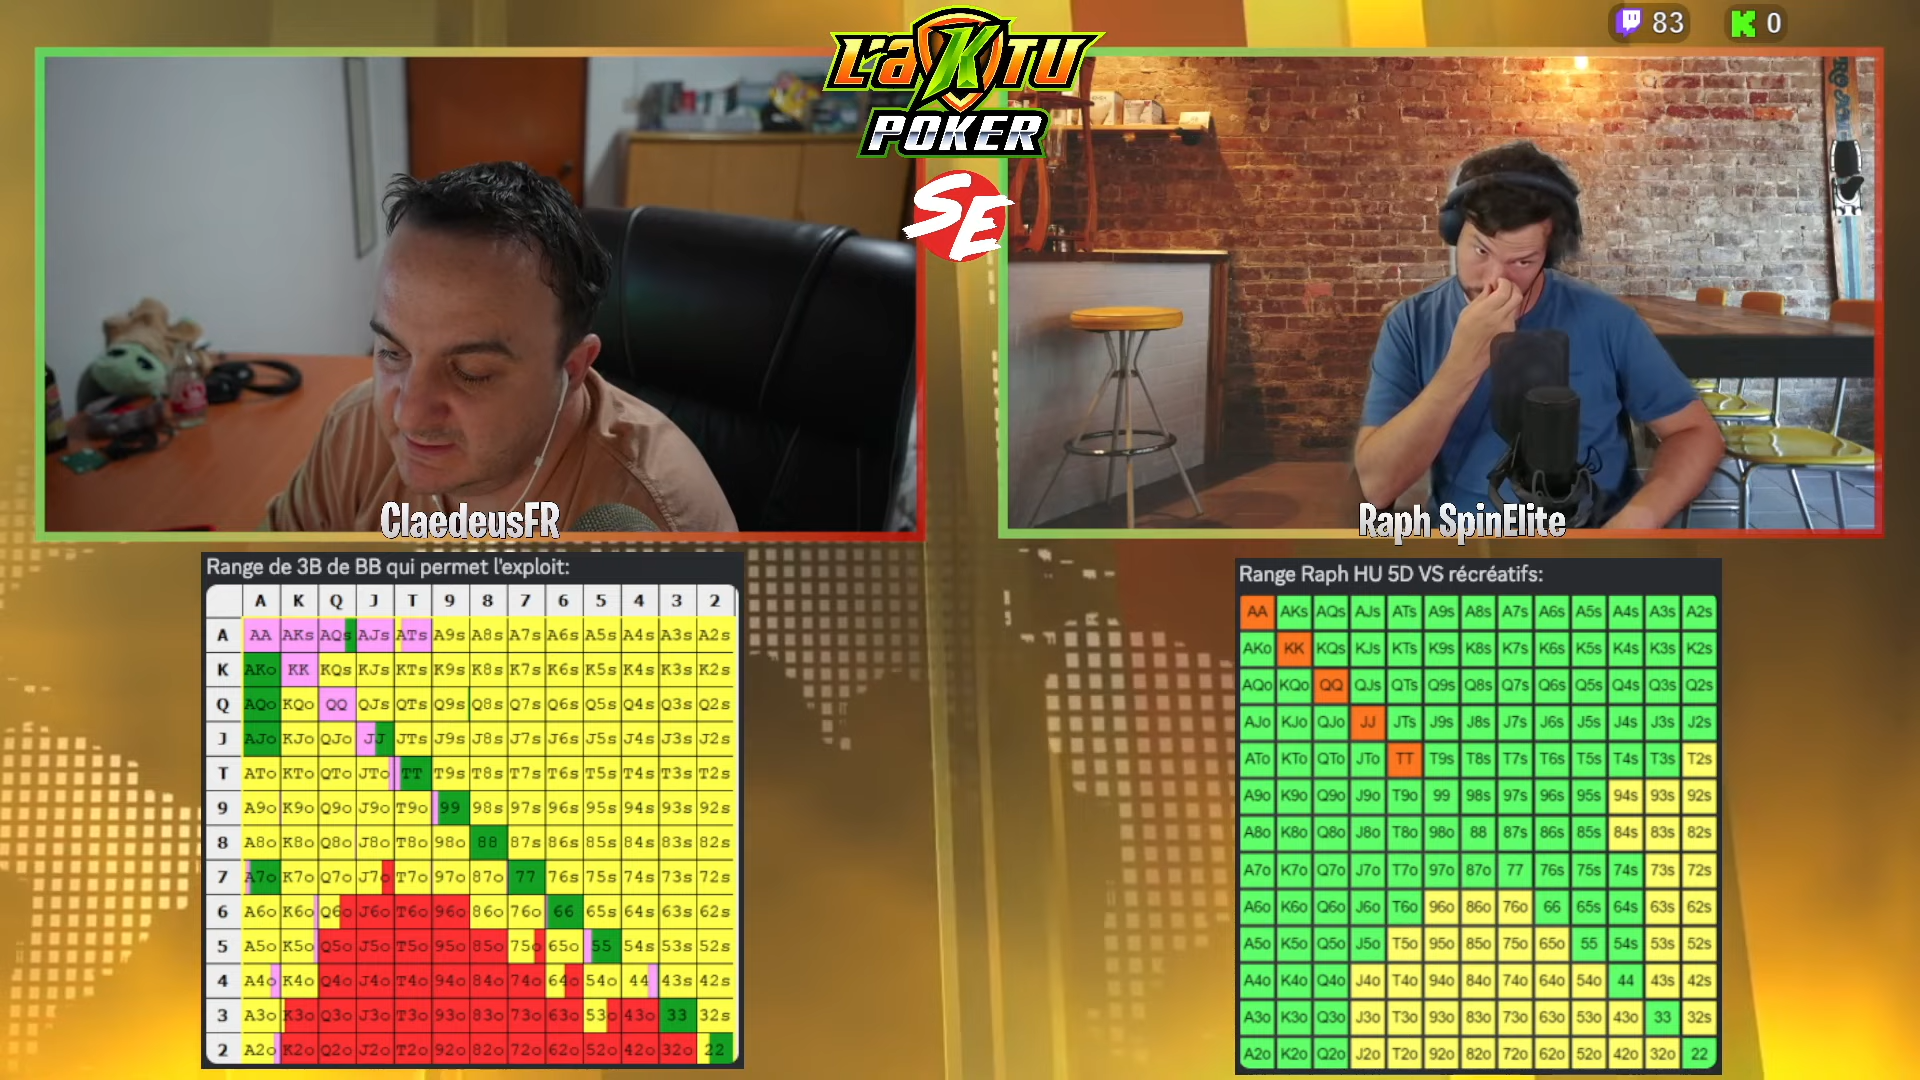 83 0
L'aKTU
POKER
SE
ClaedeusFR
Raph SpinElite
Range de 3B de BB qui permet l'exploit:
A K Q J T 9 8 7 6 5 4 3 2
A AA AKs AQs AJs ATs A9s A8s A7s A6s A5s A4s A3s A2s
K AKo KK KQs KJs KTs K9s K8s K7s K6s K5s K4s K3s K2s
Q AQo KQo QQ QJs QTs Q9s Q8s Q7s Q6s Q5s Q4s Q3s Q2s
J AJo KJo QJo JJ JTs J9s J8s J7s J6s J5s J4s J3s J2s
T ATo KTo QTo JTo TT T9s T8s T7s T6s T5s T4s T3s T2s
9 A9o K9o Q9o J9o T9o 99 98s 97s 96s 95s 94s 93s 92s
8 A8o K8o Q8o J8o T8o 98o 88 87s 86s 85s 84s 83s 82s
7 A7o K7o Q7o J7o T7o 97o 87o 77 76s 75s 74s 73s 72s
6 A6o K6o Q6o J6o T6o 96o 86o 76o 66 65s 64s 63s 62s
5 A5o K5o Q5o J5o T5o 95o 85o 75o 65o 55 54s 53s 52s
4 A4o K4o Q4o J4o T4o 94o 84o 74o 64o 54o 44 43s 42s
3 A3o K3o Q3o J3o T3o 93o 83o 73o 63o 53o 43o 33 32s
2 A2o K2o Q2o J2o T2o 92o 82o 72o 62o 52o 42o 32o 22
Range Raph HU 5D VS récréatifs:
AA AKs AQs AJs ATs A9s A8s A7s A6s A5s A4s A3s A2s
AKo KK KQs KJs KTs K9s K8s K7s K6s K5s K4s K3s K2s
AQo KQo QQ QJs QTs Q9s Q8s Q7s Q6s Q5s Q4s Q3s Q2s
AJo KJo QJo JJ JTs J9s J8s J7s J6s J5s J4s J3s J2s
ATo KTo QTo JTo TT T9s T8s T7s T6s T5s T4s T3s T2s
A9o K9o Q9o J9o T9o 99 98s 97s 96s 95s 94s 93s 92s
A8o K8o Q8o J8o T8o 98o 88 87s 86s 85s 84s 83s 82s
A7o K7o Q7o J7o T7o 97o 87o 77 76s 75s 74s 73s 72s
A6o K6o Q6o J6o T6o 96o 86o 76o 66 65s 64s 63s 62s
A5o K5o Q5o J5o T5o 95o 85o 75o 65o 55 54s 53s 52s
A4o K4o Q4o J4o T4o 94o 84o 74o 64o 54o 44 43s 42s
A3o K3o Q3o J3o T3o 93o 83o 73o 63o 53o 43o 33 32s
A2o K2o Q2o J2o T2o 92o 82o 72o 62o 52o 42o 32o 22